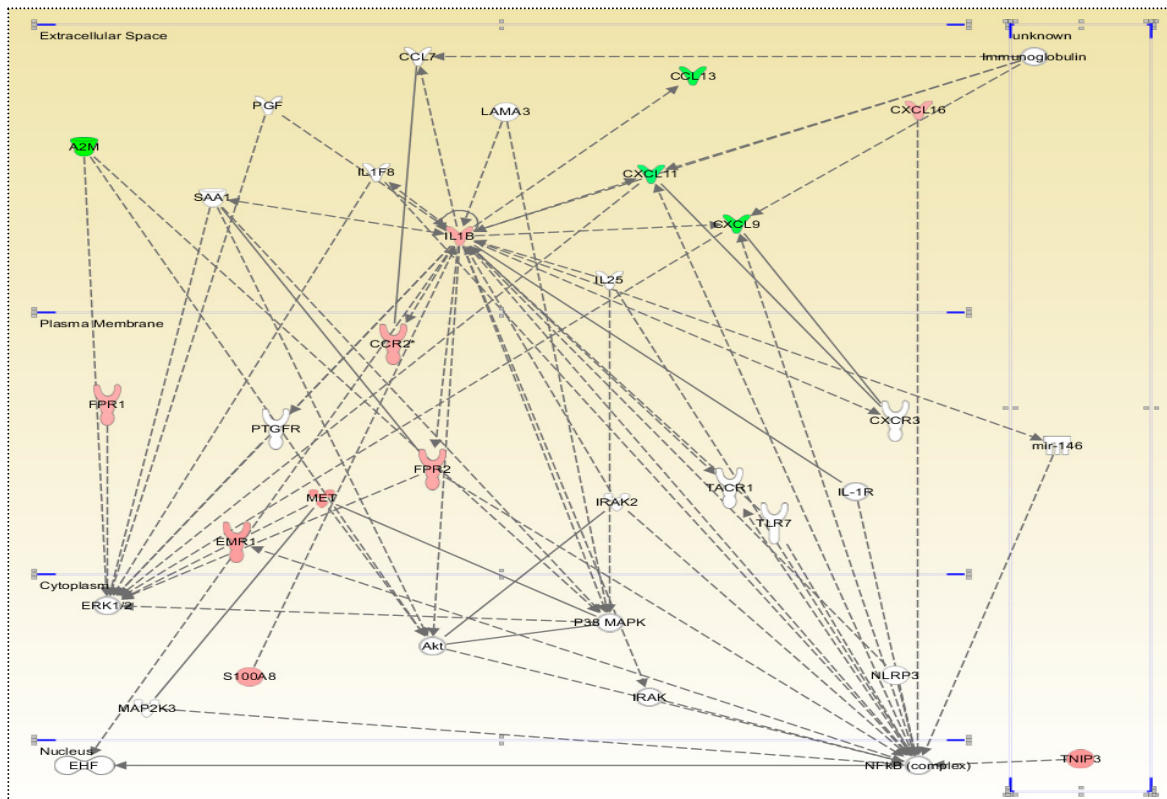 Extracellular Space
unknown
CCL7
Immunoglobulin
CCL13
PGF
LAMA3
CXCL16
A2M
IL1F8
CXCL11
SAA1
CXCL9
IL1B
IL25
Plasma Membrane
CCR2*
FPR1
CXCR3
PTGFR
mir-146
FPR2
TACR1
IL-1R
MET
IRAK2
TLR7
EMR1
Cytoplasm
ERK1/2
P38 MAPK
Akt
S100A8
NLRP3
IRAK
MAP2K3
Nucleus
EHF
NFkB (complex)
TNIP3